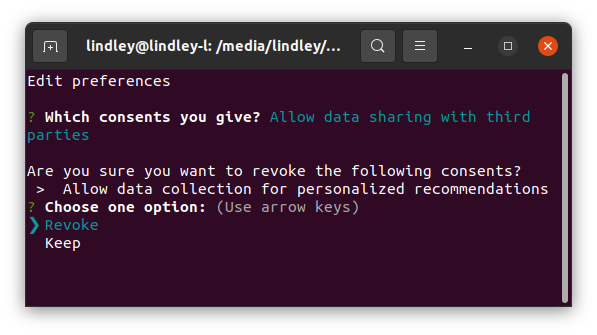 lindley@lindley-l: /media/lindley/...
Edit preferences
? Which consents you give? Allow data sharing with third
parties
Are you sure you want to revoke the following consents?
 >  Allow data collection for personalized recommendations
? Choose one option: (Use arrow keys)
❯ Revoke
  Keep